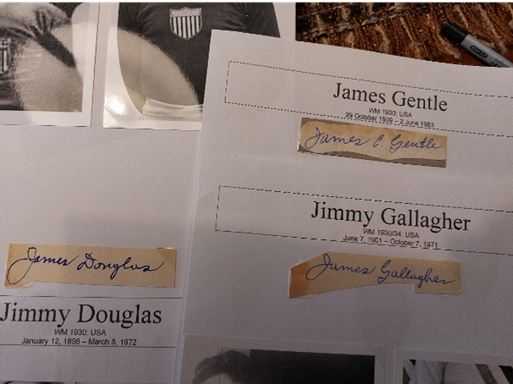 James Gentle
WM 1930; USA
29 October 1909 – 2 June 1983
James C. Gentle
Jimmy Gallagher
WM 1930/34: USA
June 7, 1901 – October 7, 1971
James Gallagher
James Douglas
Jimmy Douglas
WM 1930; USA
January 12, 1898 – March 5, 1972